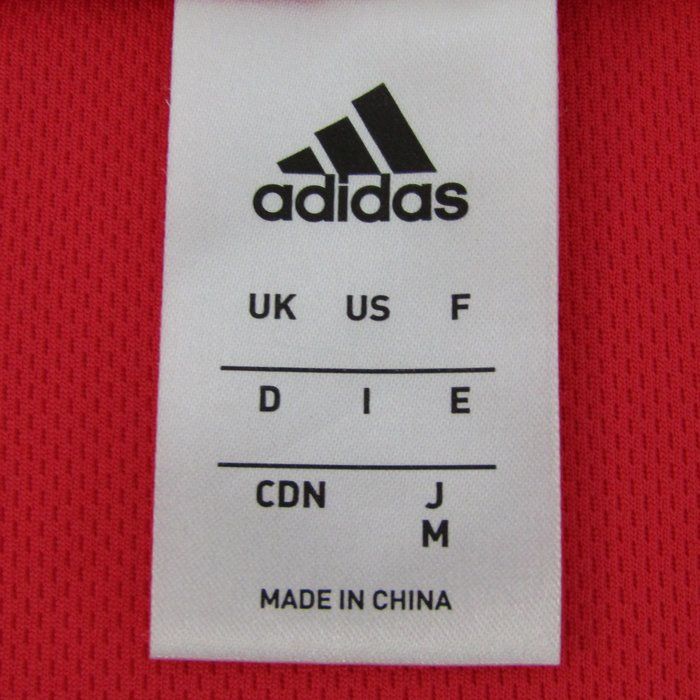 adidas
UK US F
D I E
CDN J
M
MADE IN CHINA